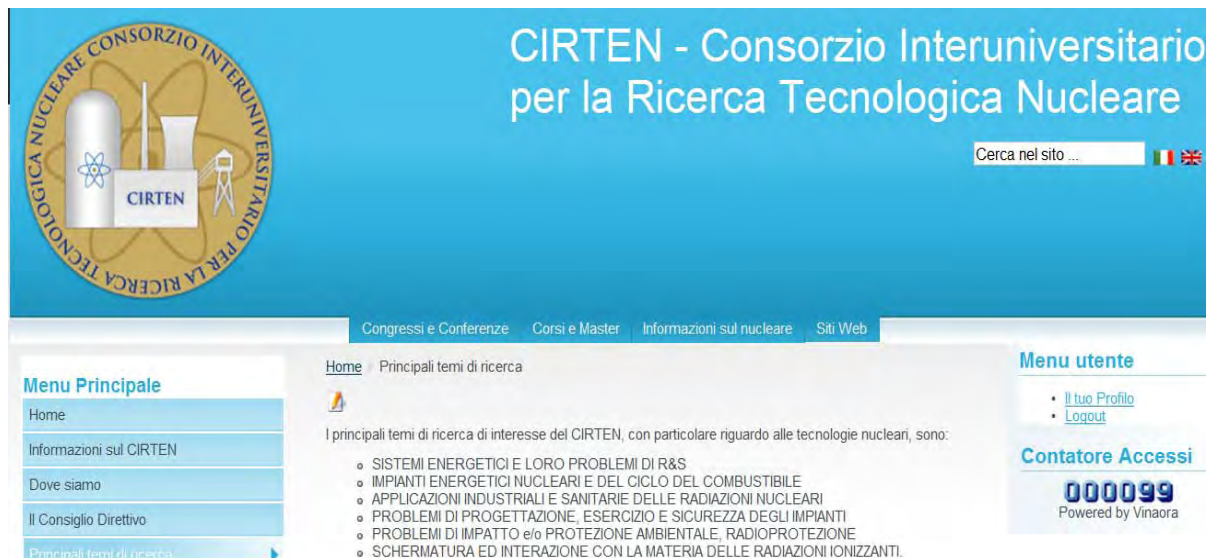 CONSORZIO INTERUNIVERSITARIO PER LA RICERCA TECNOLOGICA NUCLEARE
CIRTEN
CIRTEN - Consorzio Interuniversitario
per la Ricerca Tecnologica Nucleare
Cerca nel sito ...
Congressi e Conferenze Corsi e Master Informazioni sul nucleare Siti Web
Menu Principale
Home
Informazioni sul CIRTEN
Dove siamo
Il Consiglio Direttivo
Principali temi di ricerca
Home Principali temi di ricerca
I principali temi di ricerca di interesse del CIRTEN, con particolare riguardo alle tecnologie nucleari, sono:
SISTEMI ENERGETICI E LORO PROBLEMI DI R&S
IMPIANTI ENERGETICI NUCLEARI E DEL CICLO DEL COMBUSTIBILE
APPLICAZIONI INDUSTRIALI E SANITARIE DELLE RADIAZIONI NUCLEARI
PROBLEMI DI PROGETTAZIONE, ESERCIZIO E SICUREZZA DEGLI IMPIANTI
PROBLEMI DI IMPATTO e/o PROTEZIONE AMBIENTALE, RADIOPROTEZIONE
SCHERMATURA ED INTERAZIONE CON LA MATERIA DELLE RADIAZIONI IONIZZANTI.
Menu utente
Il tuo Profilo
Logout
Contatore Accessi
000099
Powered by Vinaora